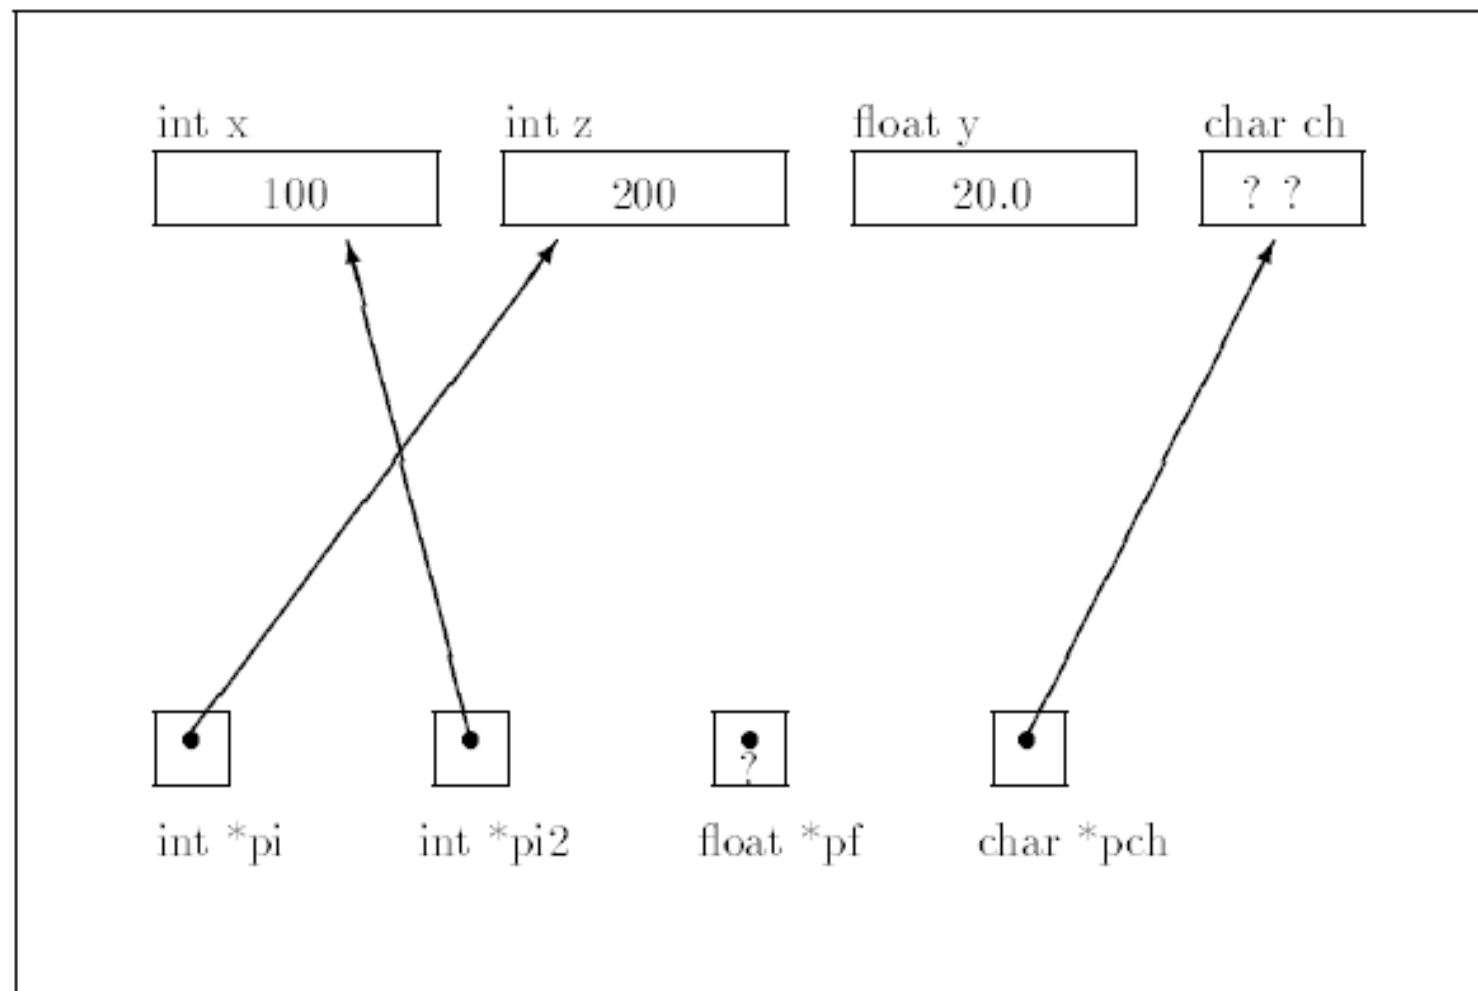 int x int z float y char ch
100 200 20.0 ? ?
?
int *pi int *pi2 float *pf char *pch